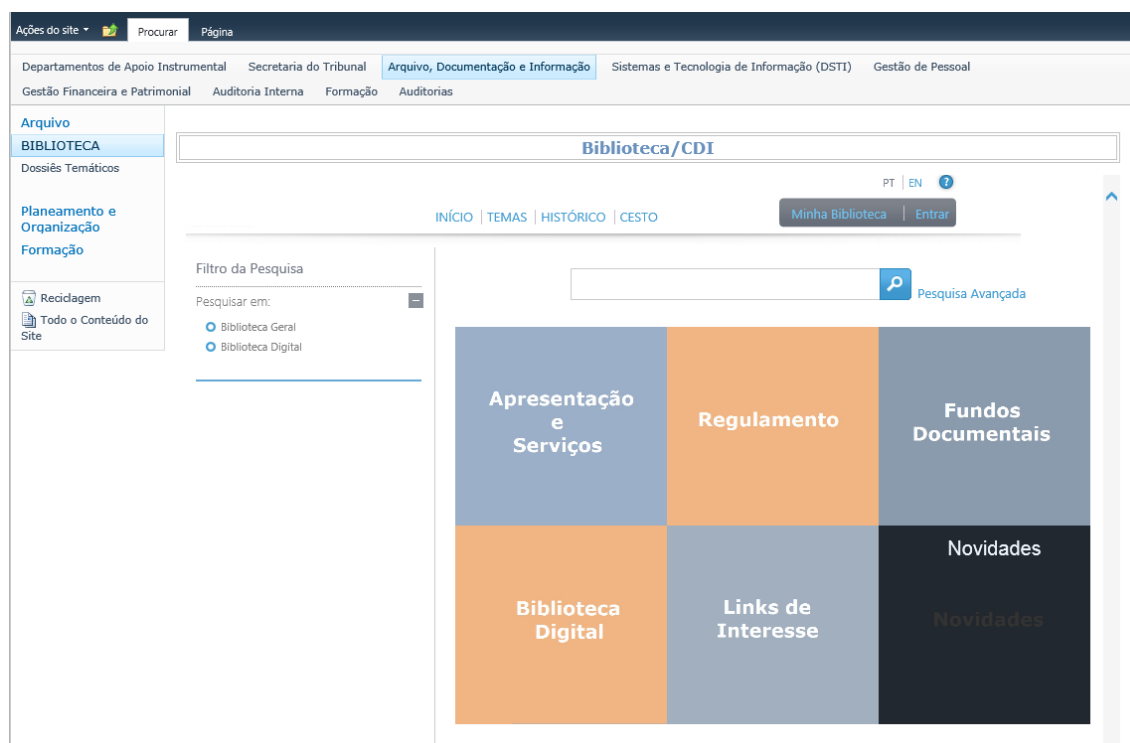 Ações do site
Procurar
Página
Departamentos de Apoio Instrumental
Secretaria do Tribunal
Arquivo, Documentação e Informação
Sistemas e Tecnologia de Informação (DSTI)
Gestão de Pessoal
Gestão Financeira e Patrimonial
Auditoria Interna
Formação
Auditorias
Arquivo
BIBLIOTECA
Dossiês Temáticos
Planeamento e
Organização
Formação
Reciclagem
Todo o Conteúdo do
Site
Biblioteca/CDI
PT | EN ?
INÍCIO | TEMAS | HISTÓRICO | CESTO
Minha Biblioteca | Entrar
Filtro da Pesquisa
Pesquisar em:
Biblioteca Geral
Biblioteca Digital
Pesquisa Avançada
Apresentação
e
Serviços
Regulamento
Fundos
Documentais
Biblioteca
Digital
Links de
Interesse
Novidades
Novidades